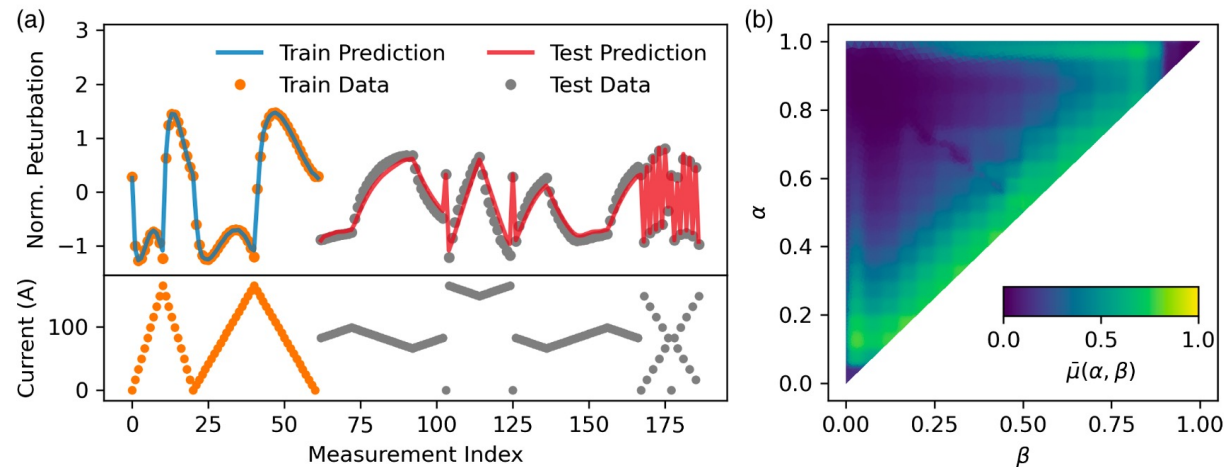 (a)
3
2
1
0
−1
Norm. Peturbation
Train Prediction
Train Data
Test Prediction
Test Data
100
0
Current (A)
0 25 50 75 100 125 150 175
Measurement Index
(b)
1.0
0.8
0.6
0.4
0.2
0.0
α
0.0 0.5 1.0
μ̄(α, β)
0.00 0.25 0.50 0.75 1.00
β